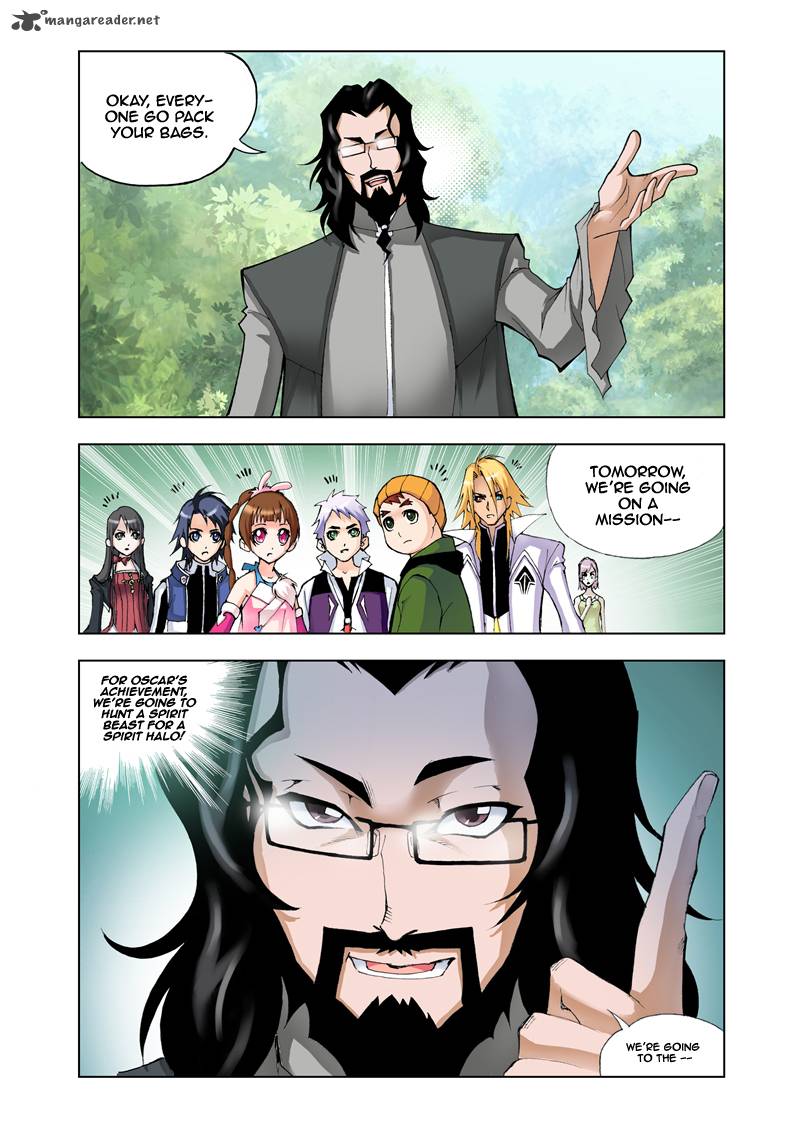 mangareader.net
OKAY, EVERY-
ONE GO PACK
YOUR BAGS.
TOMORROW,
WE'RE GOING
ON A
MISSION--
FOR OSCAR'S
ACHIEVEMENT,
WE'RE GOING TO
HUNT A SPIRIT
BEAST FOR A
SPIRIT HALO!
WE'RE GOING
TO THE --